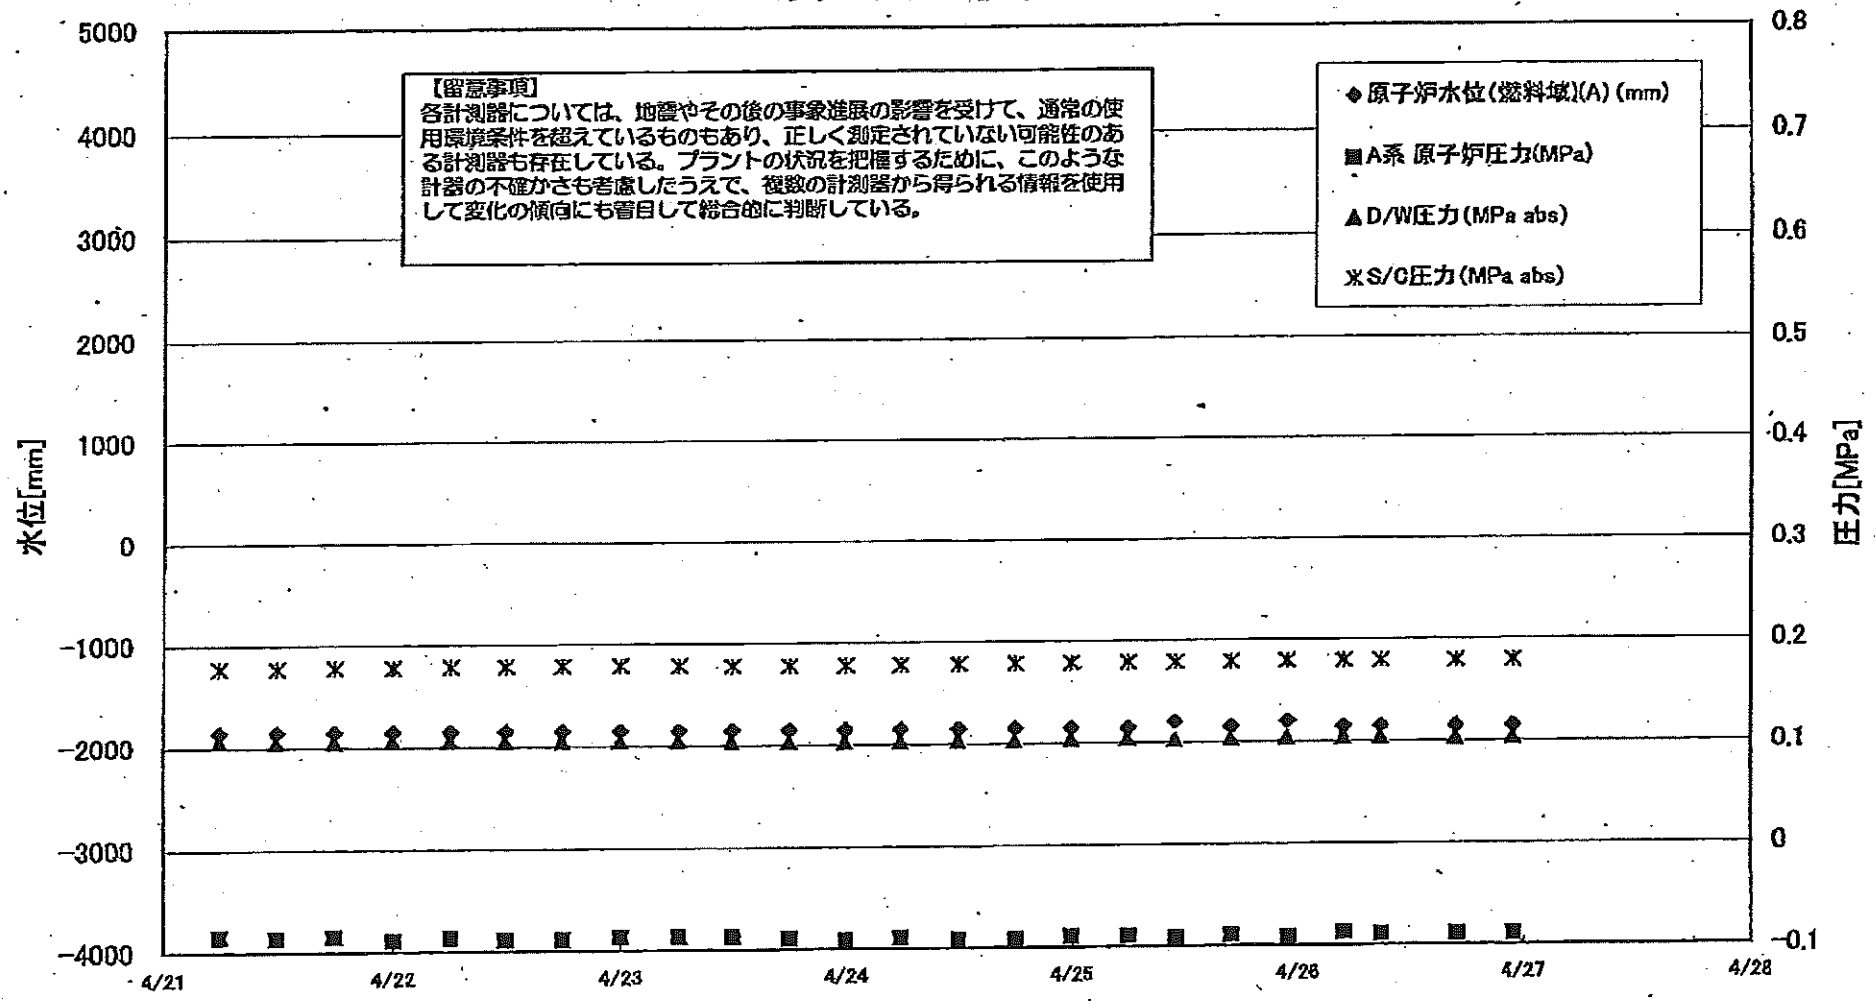 【留意事項】
各計測器については、地震やその後の事象進展の影響を受けて、通常の使
用環境条件を超えているものもあり、正しく測定されていない可能性のあ
る計測器も存在している。プラントの状況を把握するために、このような
計器の不確かさも考慮したうえで、複数の計測器から得られる情報を使用
して変化の傾向にも着目して総合的に判断している。
◆原子炉水位(燃料域)(A)(mm)
■A系 原子炉圧力(MPa)
▲D/W圧力(MPa abs)
S/C圧力(MPa abs)
水位[mm]
5000
4000
3000
2000
1000
0
-1000
-2000
-3000
-4000
圧力[MPa]
0.8
0.7
0.6
0.5
0.4
0.3
0.2
0.1
0
-0.1
4/21
4/22
4/23
4/24
4/25
4/26
4/27
4/28